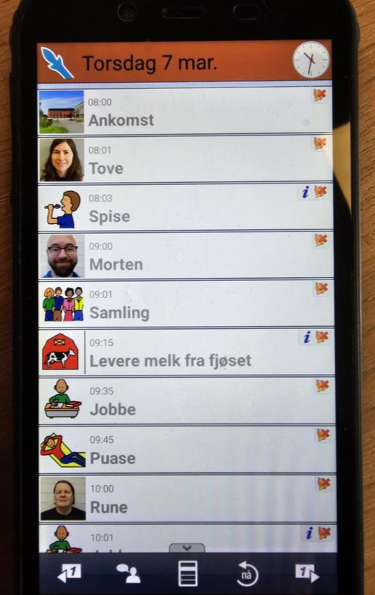 Torsdag 7 mar.
08:00
Ankomst
08:01
Tove
08:03
i
Spise
09:00
Morten
09:01
Samling
09:15
i
Levere melk fra fjøset
09:35
Jobbe
09:45
Puase
10:00
Rune
10:01
i
1
nå
1